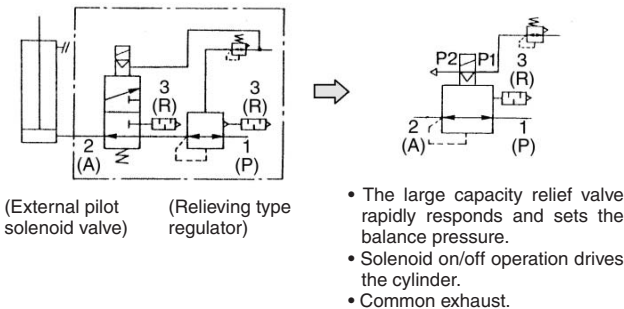 3
(R)
3
(R)
2
(A)
1
(P)
(External pilot
solenoid valve)
(Relieving type
regulator)
P2 P1
3
(R)
2
(A)
1
(P)
• The large capacity relief valve
rapidly responds and sets the
balance pressure.
• Solenoid on/off operation drives
the cylinder.
• Common exhaust.